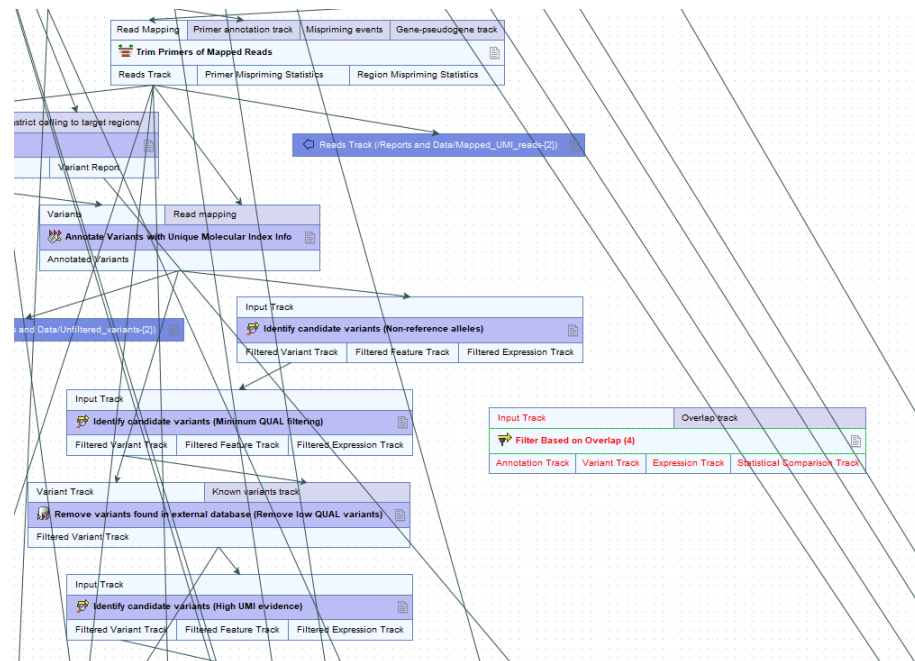 Read Mapping Primer annotation track Mispriming events Gene-pseudogene track
Trim Primers of Mapped Reads
Reads Track Primer Mispriming Statistics Region Mispriming Statistics
estrict calling to target regions
Variant Report
Reads Track (/Reports and Data/Mapped_UMI_reads-{2})
Variants Read mapping
Annotate Variants with Unique Molecular Index Info
Annotated Variants
s and Data/Unfiltered_variants-{2})
Input Track
Identify candidate variants (Non-reference alleles)
Filtered Variant Track Filtered Feature Track Filtered Expression Track
Input Track
Identify candidate variants (Minimum QUAL filtering)
Filtered Variant Track Filtered Feature Track Filtered Expression Track
Input Track Overlap track
Filter Based on Overlap (4)
Annotation Track Variant Track Expression Track Statistical Comparison Track
Variant Track Known variants track
Remove variants found in external database (Remove low QUAL variants)
Filtered Variant Track
Input Track
Identify candidate variants (High UMI evidence)
Filtered Variant Track Filtered Feature Track Filtered Expression Track